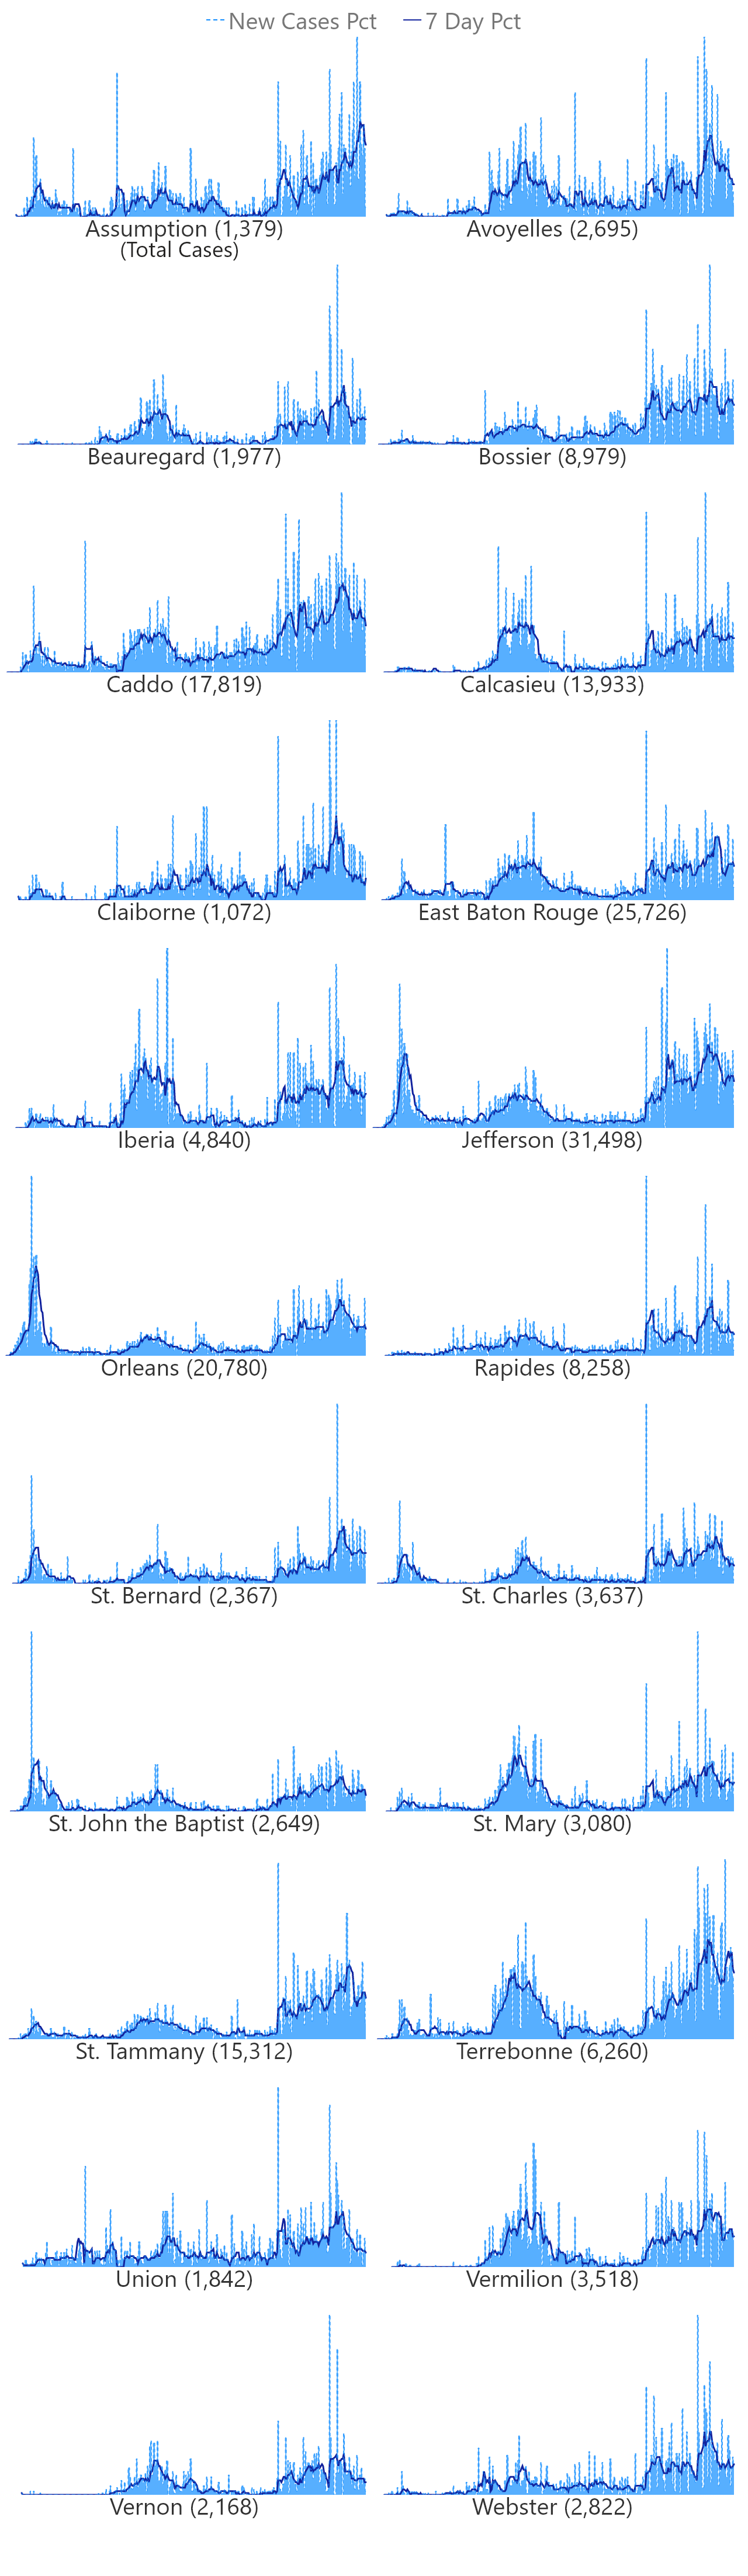 New Cases Pct 7 Day Pct
Assumption (1,379) Avoyelles (2,695)
(Total Cases)
Beauregard (1,977) Bossier (8,979)
Caddo (17,819) Calcasieu (13,933)
Claiborne (1,072) East Baton Rouge (25,726)
Iberia (4,840) Jefferson (31,498)
Orleans (20,780) Rapides (8,258)
St. Bernard (2,367) St. Charles (3,637)
St. John the Baptist (2,649) St. Mary (3,080)
St. Tammany (15,312) Terrebonne (6,260)
Union (1,842) Vermilion (3,518)
Vernon (2,168) Webster (2,822)